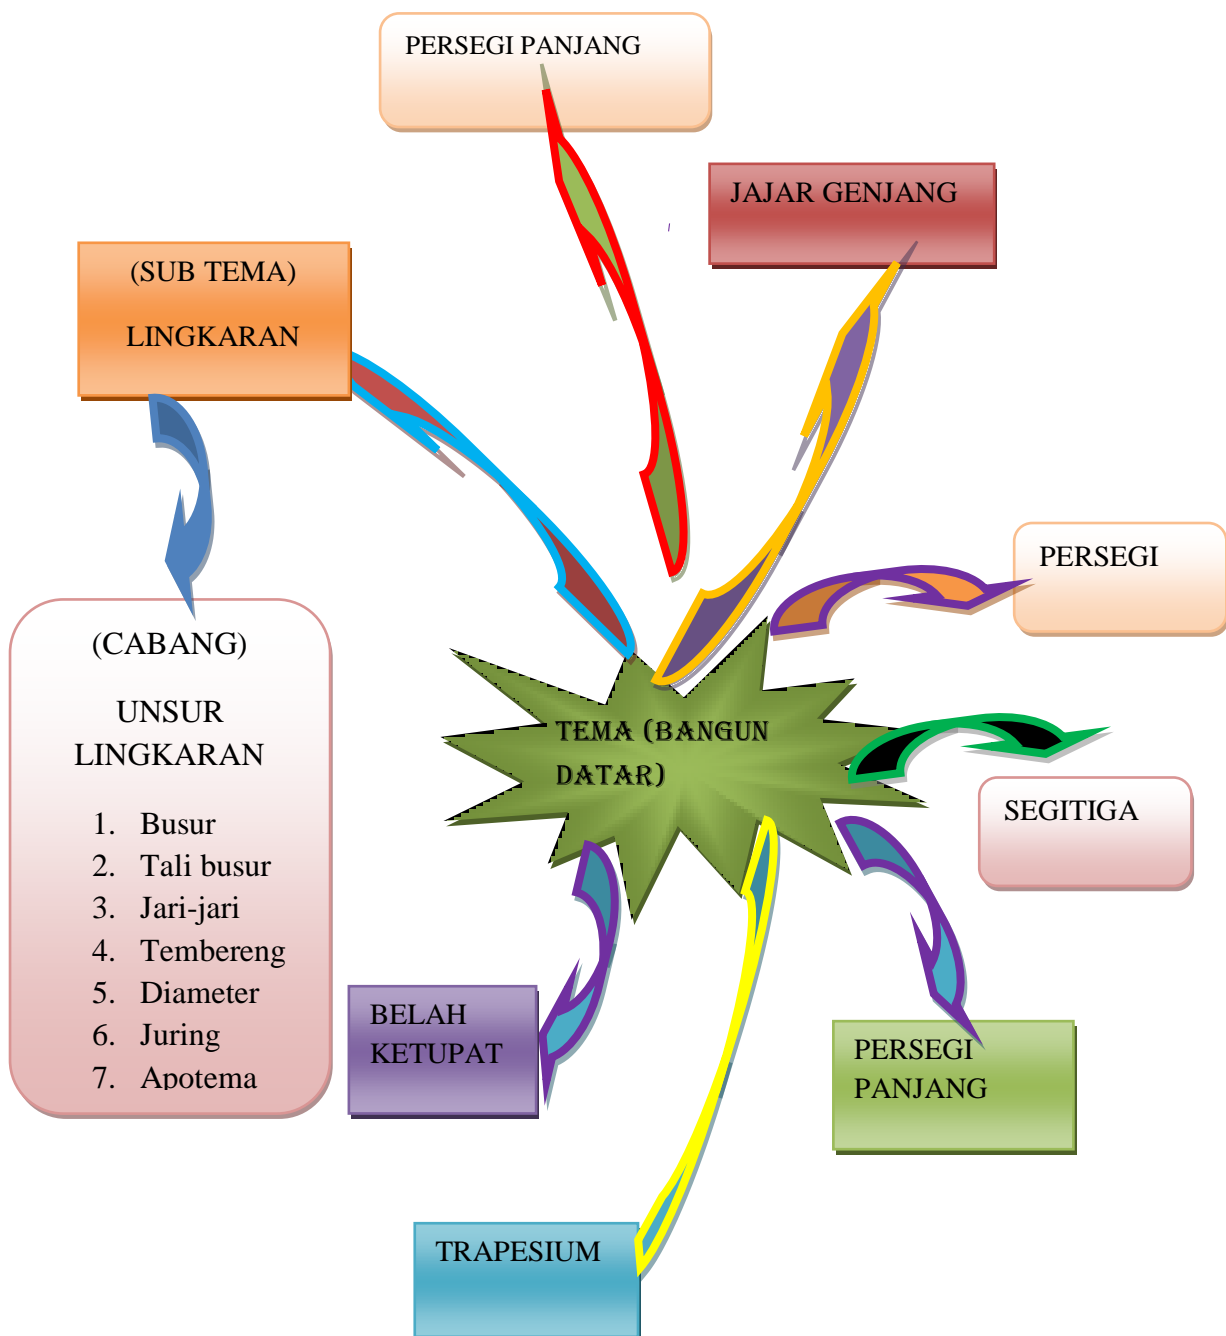 PERSEGI PANJANG
JAJAR GENJANG
(SUB TEMA)
LINGKARAN
PERSEGI
(CABANG)
UNSUR
LINGKARAN
1. Busur
2. Tali busur
3. Jari-jari
4. Tembereng
5. Diameter
6. Juring
7. Apotema
TEMA (BANGUN
DATAR)
SEGITIGA
BELAH
KETUPAT
PERSEGI
PANJANG
TRAPESIUM